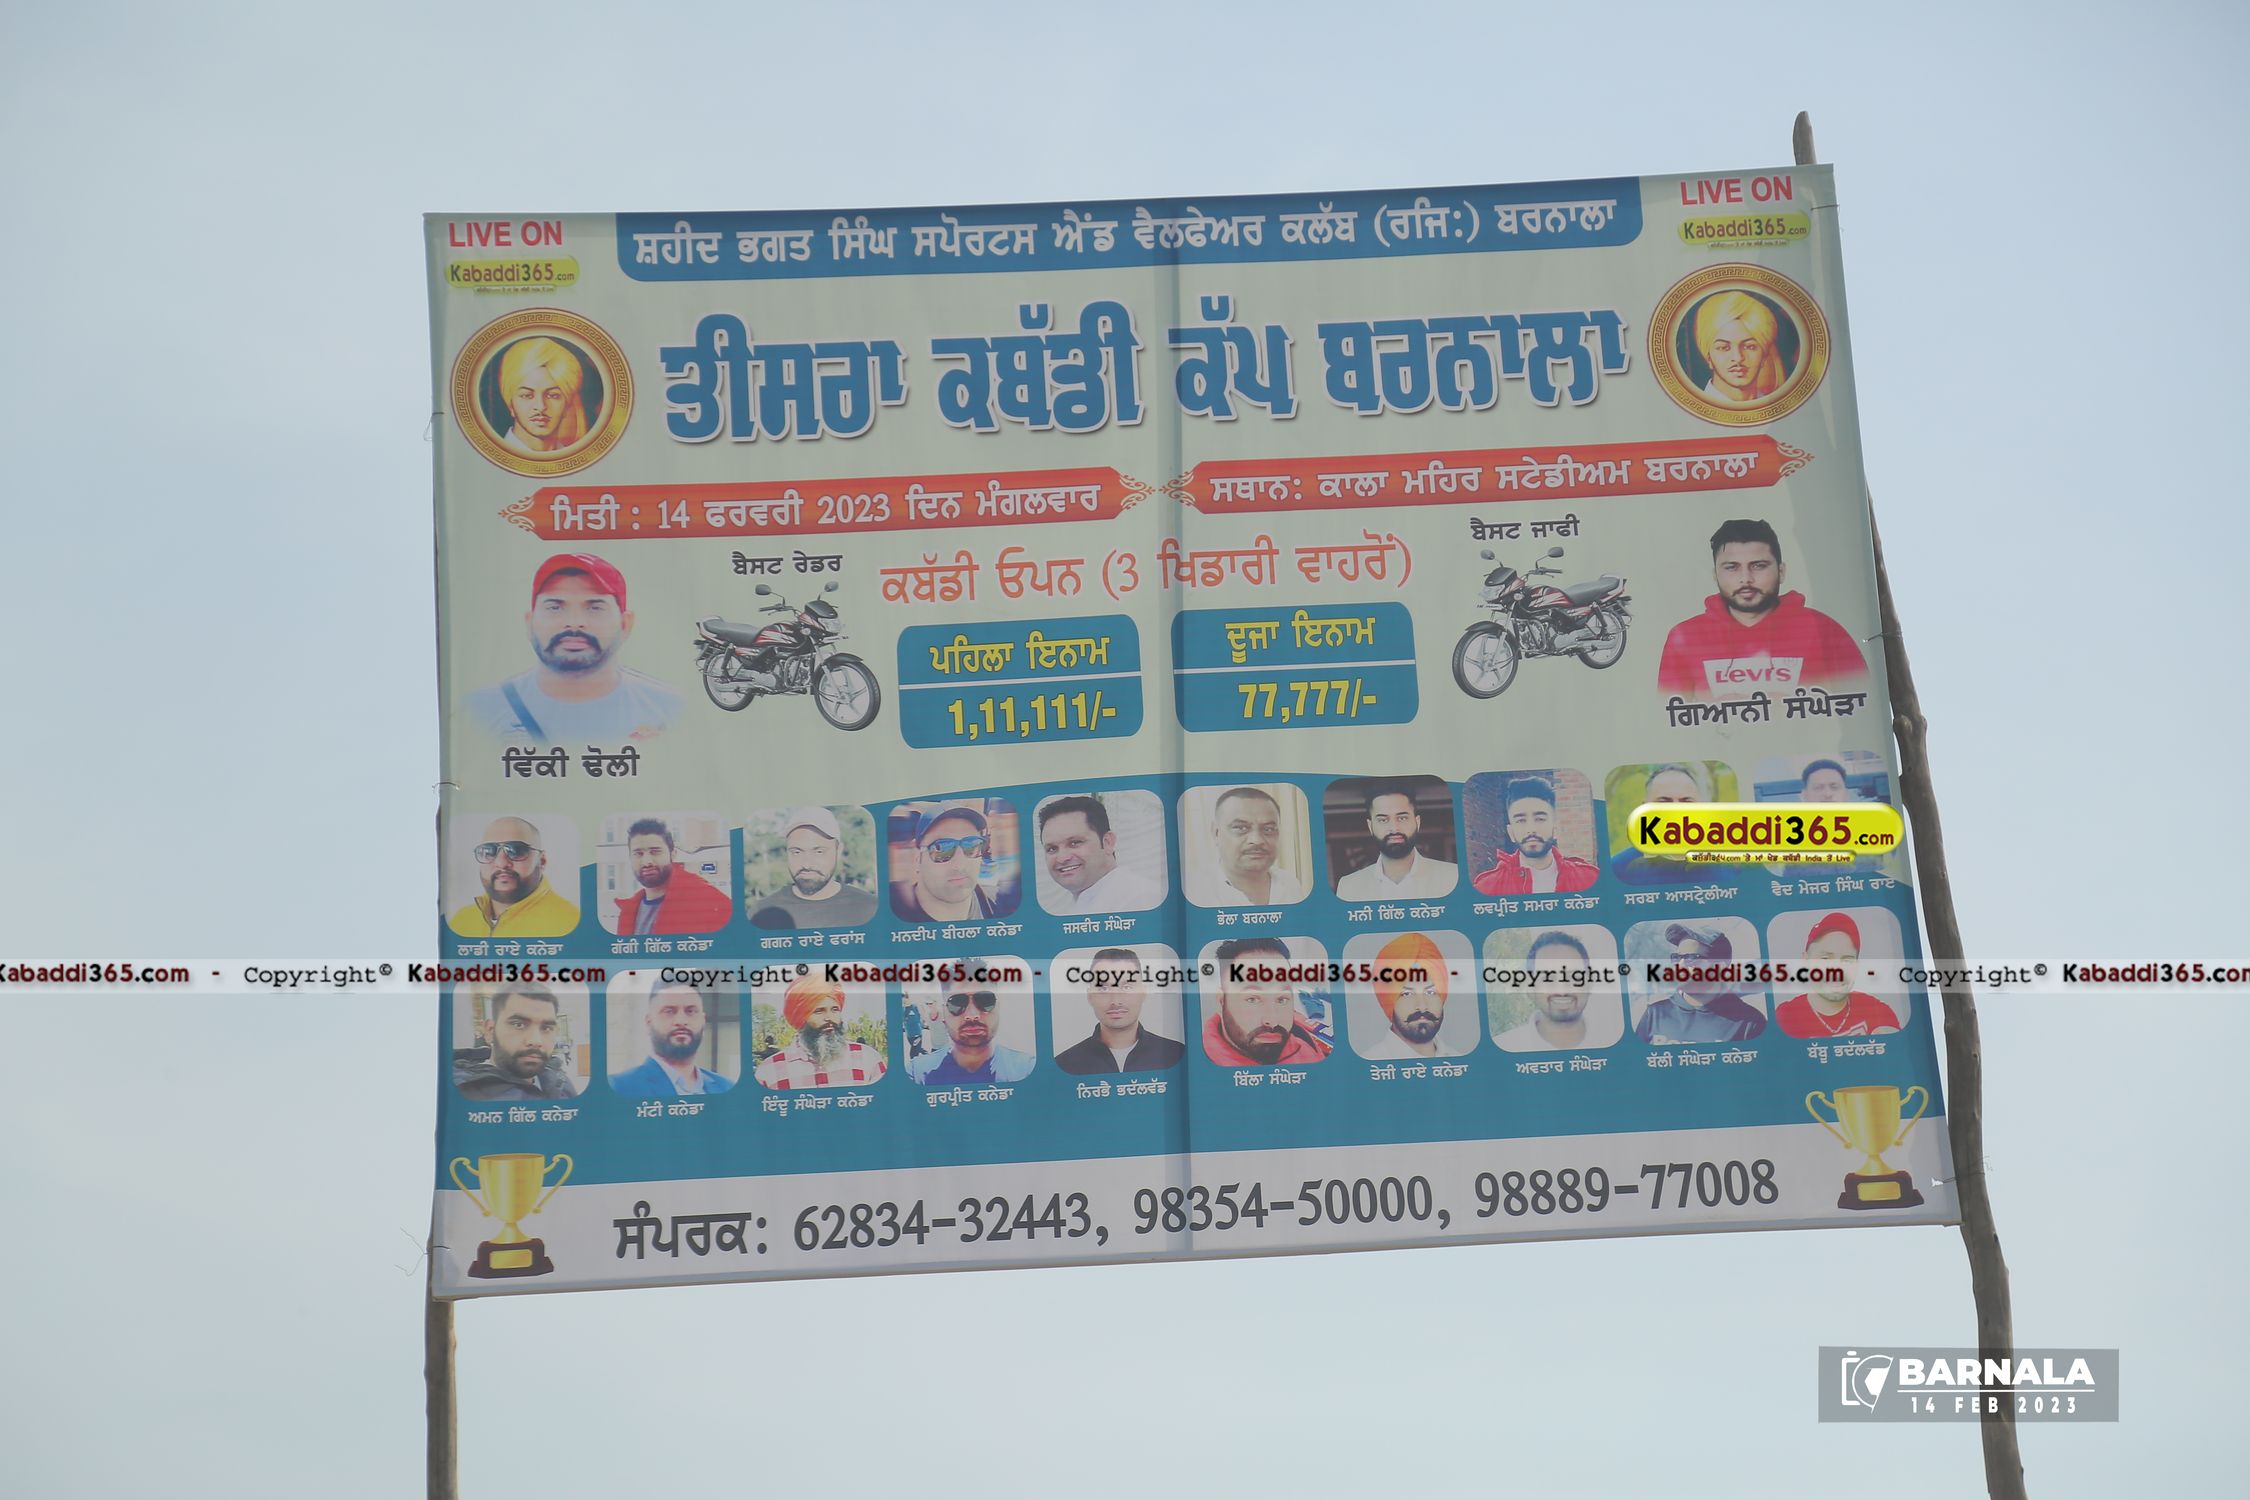 LIVE ON
Kabaddi365.com
ਸ਼ਹੀਦ ਭਗਤ ਸਿੰਘ ਸਪੋਰਟਸ ਐਂਡ ਵੈਲਫੇਅਰ ਕਲੱਬ (ਰਜਿ:) ਬਰਨਾਲਾ
LIVE ON
Kabaddi365.com
ਤੀਸਰਾ ਕਬੱਡੀ ਕੱਪ ਬਰਨਾਲਾ
ਮਿਤੀ : 14 ਫਰਵਰੀ 2023 ਦਿਨ ਮੰਗਲਵਾਰ
ਸਥਾਨ: ਕਾਲਾ ਮਹਿਰ ਸਟੇਡੀਅਮ ਬਰਨਾਲਾ
ਬੈਸਟ ਰੇਡਰ
ਕਬੱਡੀ ਓਪਨ (3 ਖਿਡਾਰੀ ਵਾਹਰੋਂ)
ਬੈਸਟ ਜਾਫੀ
ਪਹਿਲਾ ਇਨਾਮ
1,11,111/-
ਦੂਜਾ ਇਨਾਮ
77,777/-
Levi's
ਵਿੱਕੀ ਢੋਲੀ
ਗਿਆਨੀ ਸੰਘੇੜਾ
Kabaddi365.com
ਲਾਡੀ ਰਾਏ ਕਨੇਡਾ
ਗੱਗੀ ਗਿੱਲ ਕਨੇਡਾ
ਗਗਨ ਰਾਏ ਫਰਾਂਸ
ਮਨਦੀਪ ਬੀਹਲਾ ਕਨੇਡਾ
ਜਸਵੀਰ ਸੰਘੇੜਾ
ਭੋਲਾ ਬਰਨਾਲਾ
ਮਨੀ ਗਿੱਲ ਕਨੇਡਾ
ਲਵਪ੍ਰੀਤ ਸਮਰਾ ਕਨੇਡਾ
ਸਰਬਾ ਆਸਟ੍ਰੇਲੀਆ
ਵੈਦ ਮੇਜਰ ਸਿੰਘ ਰਾਏ
Kabaddi365.com - Copyright© Kabaddi365.com - Copyright© Kabaddi365.com - Copyright© Kabaddi365.com - Copyright© Kabaddi365.com - Copyright© Kabaddi365.com
ਅਮਨ ਗਿੱਲ ਕਨੇਡਾ
ਮੰਟੀ ਕਨੇਡਾ
ਇੰਦੂ ਸੰਘੇੜਾ ਕਨੇਡਾ
ਗੁਰਪ੍ਰੀਤ ਕਨੇਡਾ
ਨਿਰਭੈ ਭਦੱਲਵੱਡ
ਬਿੱਲਾ ਸੰਘੇੜਾ
ਤੇਜੀ ਰਾਏ ਕਨੇਡਾ
ਅਵਤਾਰ ਸੰਘੇੜਾ
ਬੱਲੀ ਸੰਘੇੜਾ ਕਨੇਡਾ
ਬੱਬੂ ਭਦੱਲਵੱਡ
ਸੰਪਰਕ: 62834-32443, 98354-50000, 98889-77008
BARNALA
14 FEB 2023